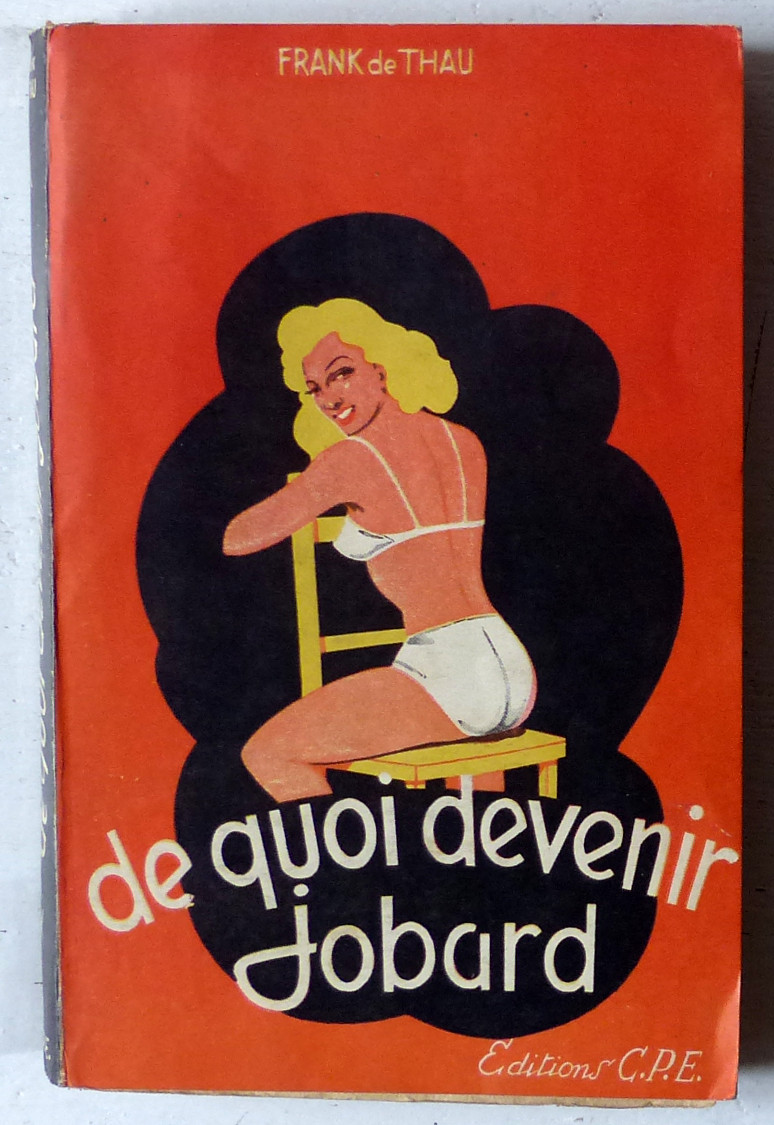 FRANK de THAU
de quoi devenir
jobard
Editions C.P.E.